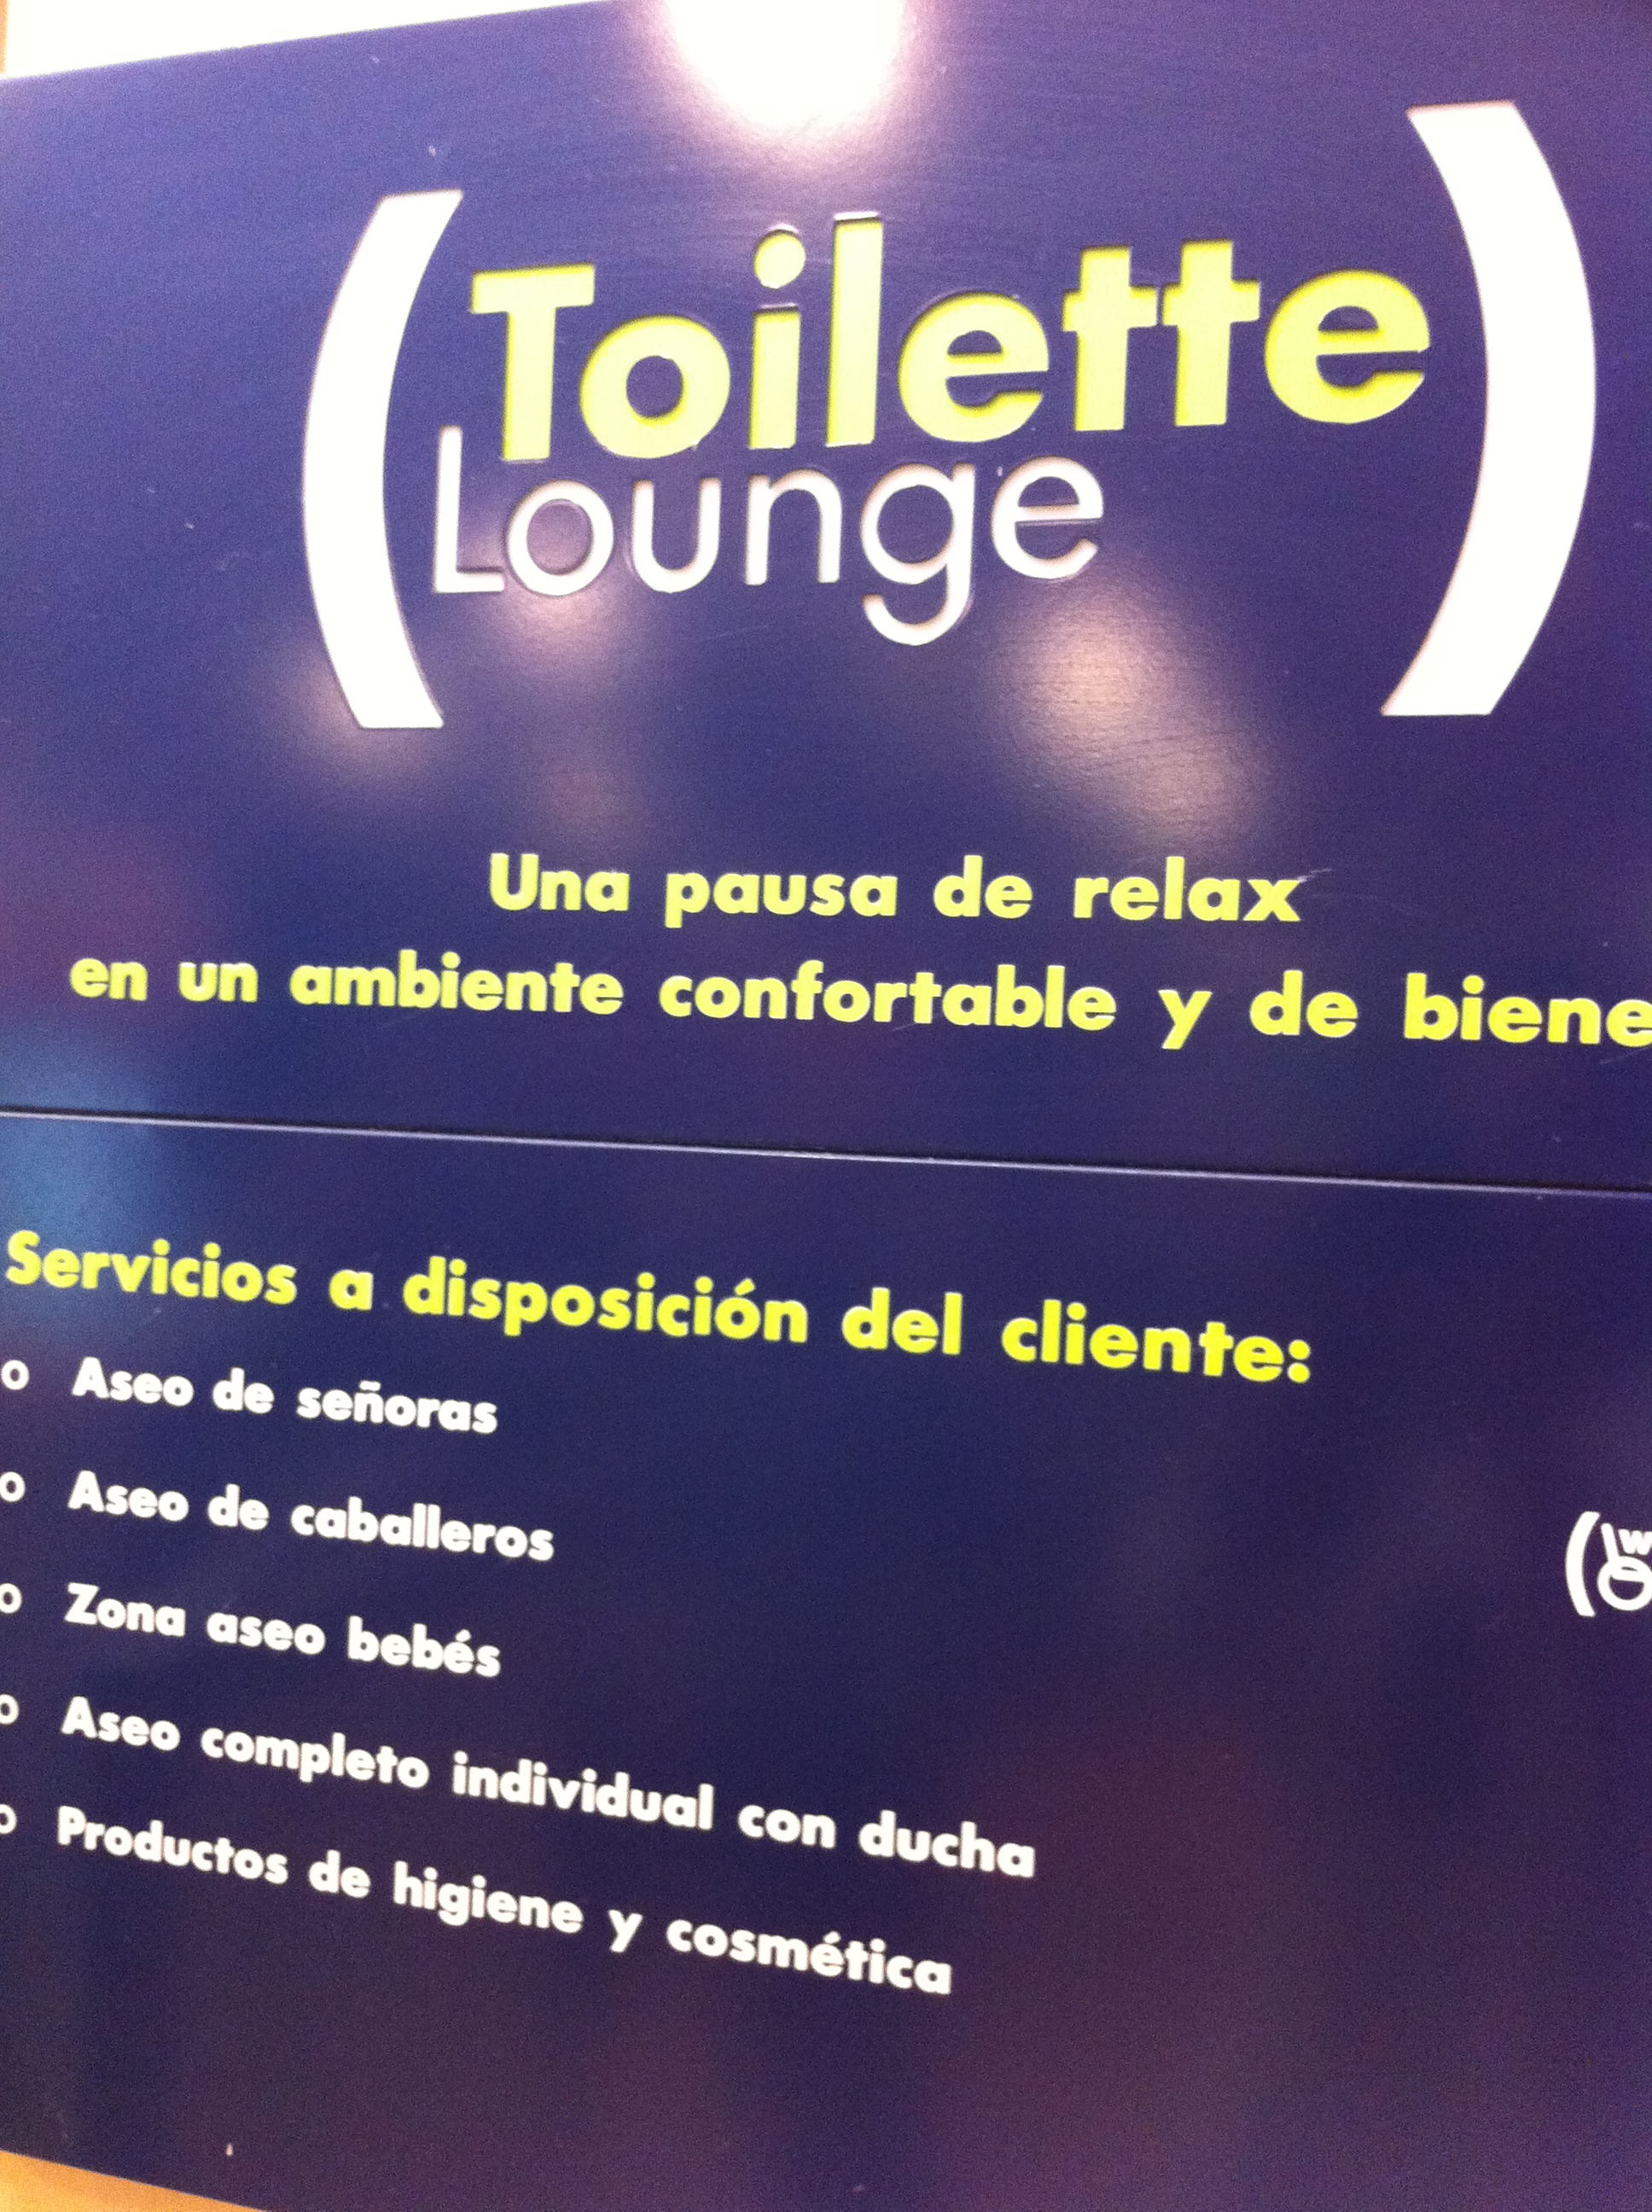 (Toilette
Lounge)
Una pausa de relax
en un ambiente confortable y de
Servicios a disposición del cliente:
o Aseo de señoras
o Aseo de caballeros
o Zona aseo bebés
o Aseo completo individual con ducha
o Productos de higiene y cosmética